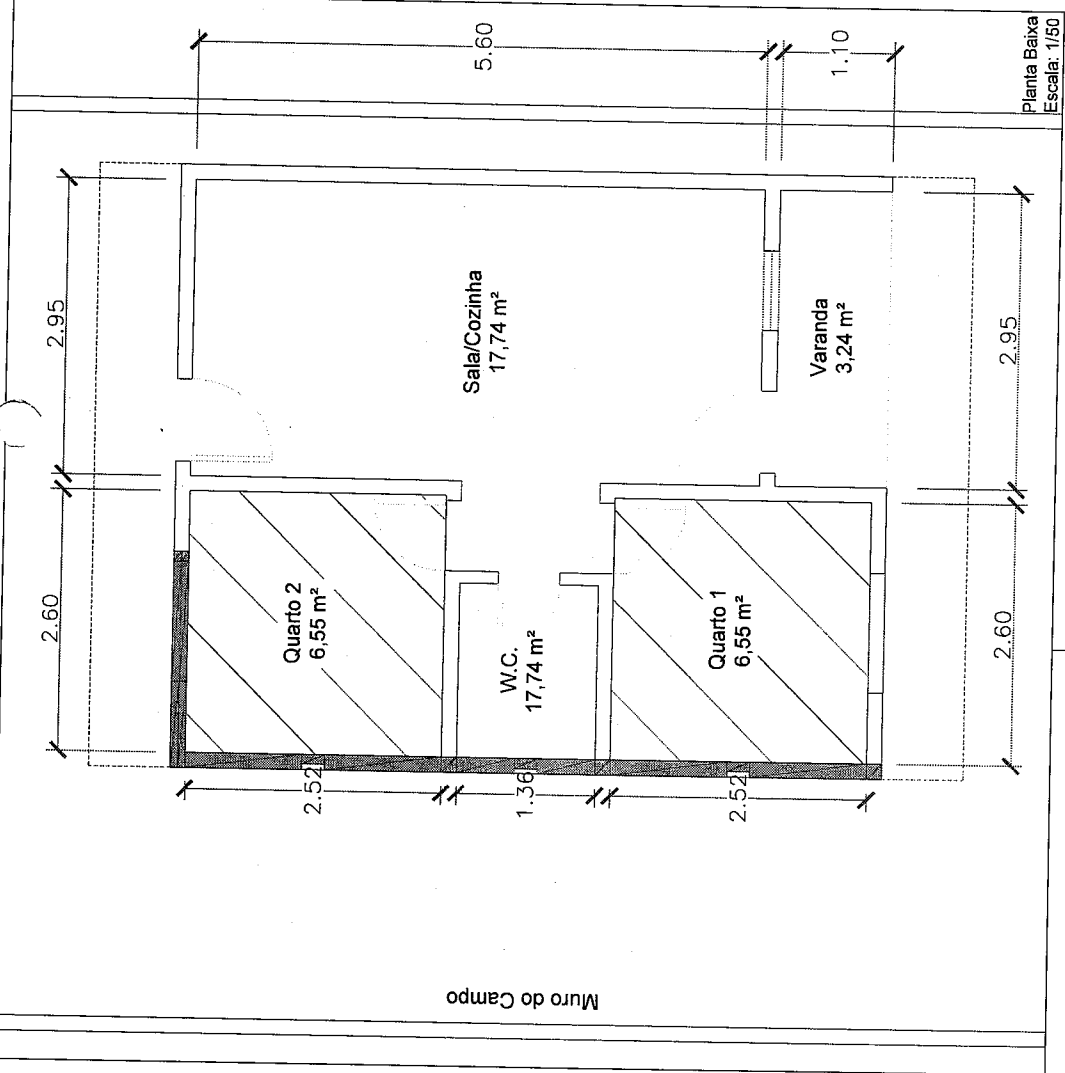 5.60
1.10
Planta Baixa
Escala: 1/50
2.95
2.60
Sala/Cozinha
17,74 m²
Varanda
3,24 m²
Quarto 2
6,55 m²
W.C.
17,74 m²
Quarto 1
6,55 m²
2.95
2.60
2.52
1.36
2.52
Muro do Campo